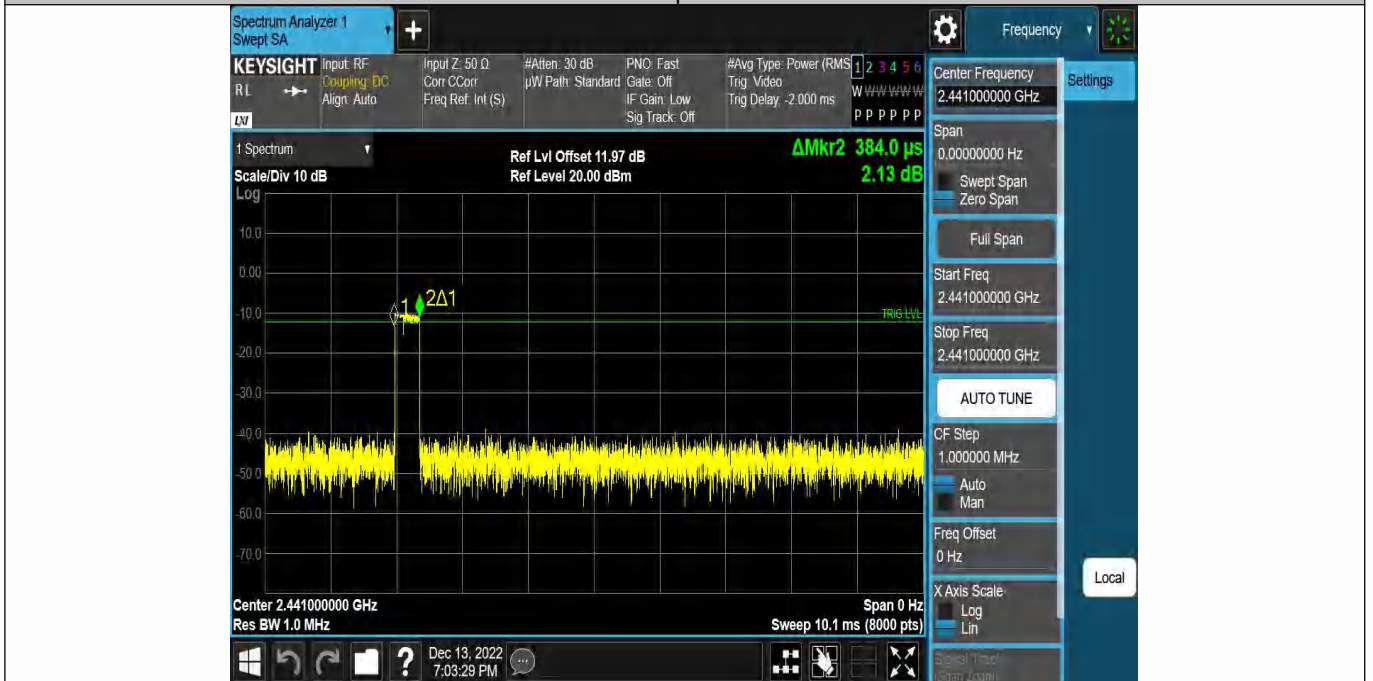 Spectrum Analyzer 1
Swept SA
+
Frequency
KEYSIGHT
RL
LXI
Input: RF
Coupling: DC
Align: Auto
Input Z: 50 Ω
Corr CCorr
Freq Ref: Int (S)
#Atten: 30 dB
µW Path: Standard
PNO: Fast
Gate: Off
IF Gain: Low
Sig Track: Off
#Avg Type: Power (RMS
Trig: Video
Trig Delay: -2.000 ms
1 2 3 4 5 6
W W W W W W
P P P P P P
Center Frequency
2.441000000 GHz
Settings
1 Spectrum
Scale/Div 10 dB
Ref Lvl Offset 11.97 dB
Ref Level 20.00 dBm
ΔMkr2 384.0 µs
2.13 dB
Span
0.00000000 Hz
Swept Span
Zero Span
Full Span
Start Freq
2.441000000 GHz
Stop Freq
2.441000000 GHz
AUTO TUNE
CF Step
1.000000 MHz
Auto
Man
Freq Offset
0 Hz
X Axis Scale
Log
Lin
Local
Log
10.0
0.00
-10.0
-20.0
-30.0
-40.0
-50.0
-60.0
-70.0
1
2Δ1
TRIG LVL
Center 2.441000000 GHz
Span 0 Hz
Res BW 1.0 MHz
Sweep 10.1 ms (8000 pts)
?
Dec 13, 2022
7:03:29 PM